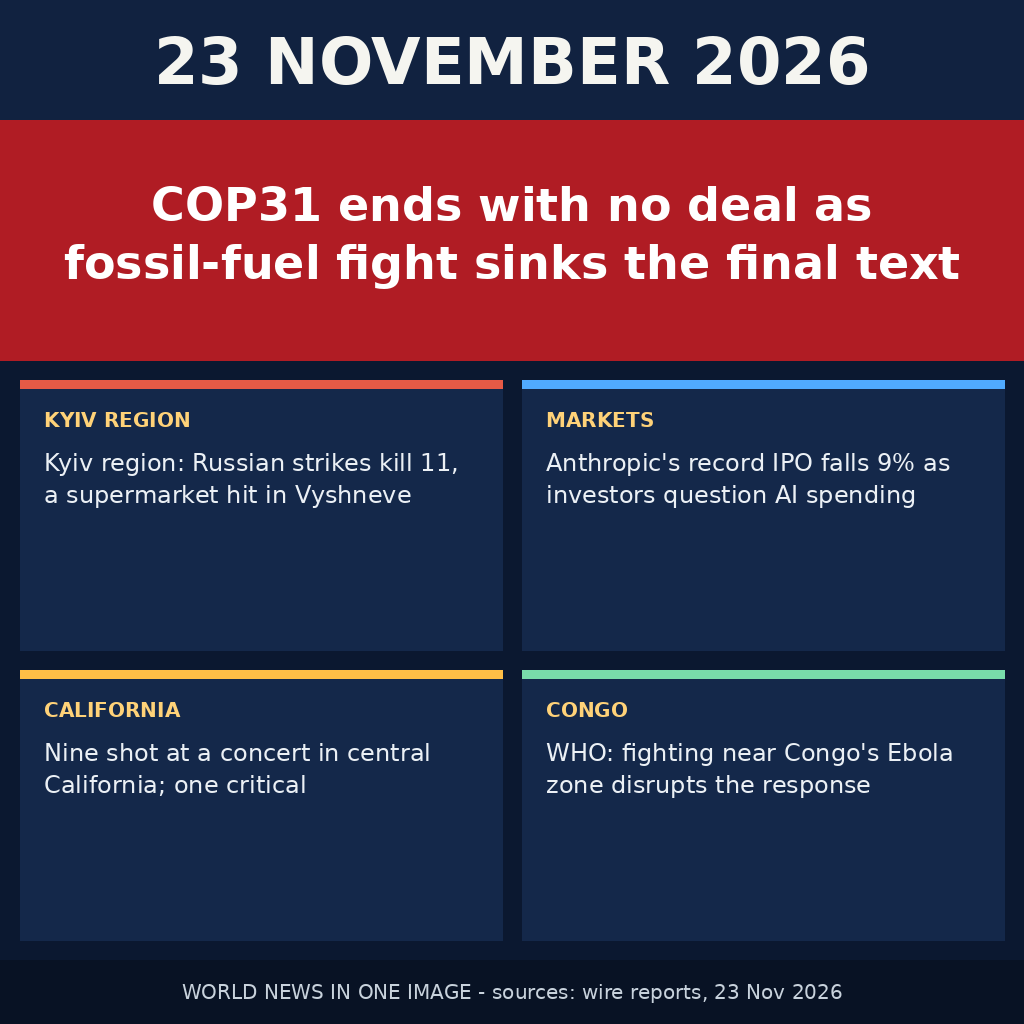 23 NOVEMBER 2026
COP31 ends with no deal as
fossil-fuel fight sinks the final text
KYIV REGION
Kyiv region: Russian strikes kill 11,
a supermarket hit in Vyshneve
MARKETS
Anthropic's record IPO falls 9% as
investors question AI spending
CALIFORNIA
Nine shot at a concert in central
California; one critical
CONGO
WHO: fighting near Congo's Ebola
zone disrupts the response
WORLD NEWS IN ONE IMAGE - sources: wire reports, 23 Nov 2026